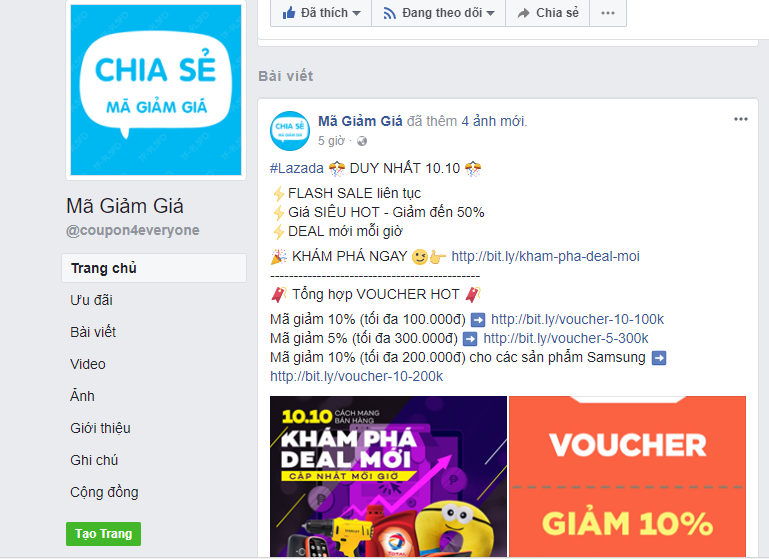 CHIA SẺ
MÃ GIẢM GIÁ
Mã Giảm Giá
@coupon4everyone
Trang chủ
Ưu đãi
Bài viết
Video
Ảnh
Giới thiệu
Ghi chú
Cộng đồng
Tạo Trang
Đã thích
Đang theo dõi
Chia sẻ
Bài viết
CHIA SẺ
MÃ GIẢM GIÁ
Mã Giảm Giá đã thêm 4 ảnh mới.
5 giờ ·
#Lazada 🎊 DUY NHẤT 10.10 🎊
⚡FLASH SALE liên tục
⚡Giá SIÊU HOT - Giảm đến 50%
⚡DEAL mới mỗi giờ
🎉 KHÁM PHÁ NGAY 😉👉 http://bit.ly/kham-pha-deal-moi
----------------------------------------------
Tổng hợp VOUCHER HOT
Mã giảm 10% (tối đa 100.000đ) ➡ http://bit.ly/voucher-10-100k
Mã giảm 5% (tối đa 300.000đ) ➡ http://bit.ly/voucher-5-300k
Mã giảm 10% (tối đa 200.000đ) cho các sản phẩm Samsung ➡
http://bit.ly/voucher-10-200k
10.10 CÁCH MẠNG
BÁN HÀNG
KHÁM PHÁ
DEAL MỚI
CẬP NHẬT MỖI GIỜ
TOTAL
VOUCHER
GIẢM 10%